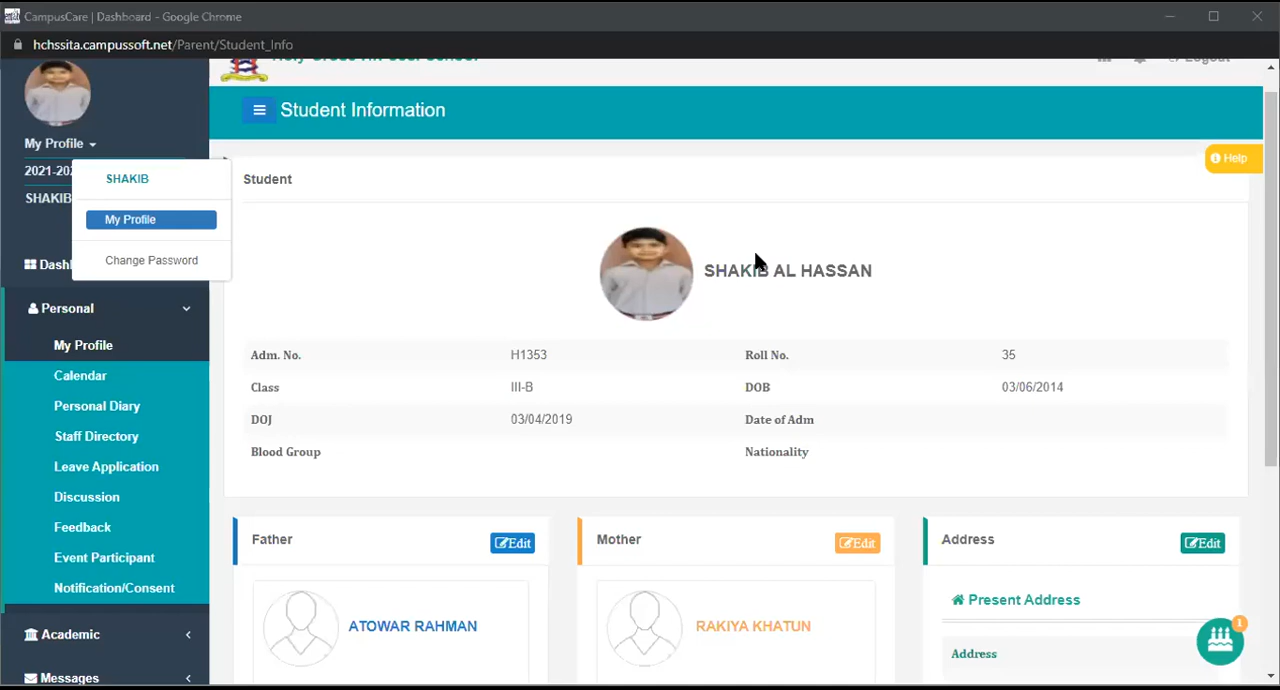 CampusCare | Dashboard - Google Chrome
hchssita.campussoft.net/Parent/Student_Info
Logout
Student Information
My Profile
2021-202
SHAKIB
SHAKIB
My Profile
Change Password
Help
Student
SHAKIB AL HASSAN
Dashb
Personal
My Profile
Calendar
Personal Diary
Staff Directory
Leave Application
Discussion
Feedback
Event Participant
Notification/Consent
Academic
Messages
Adm. No. H1353 Roll No. 35
Class III-B DOB 03/06/2014
DOJ 03/04/2019 Date of Adm
Blood Group Nationality
Father Edit
ATOWAR RAHMAN
Mother Edit
RAKIYA KHATUN
Address Edit
Present Address
Address
1